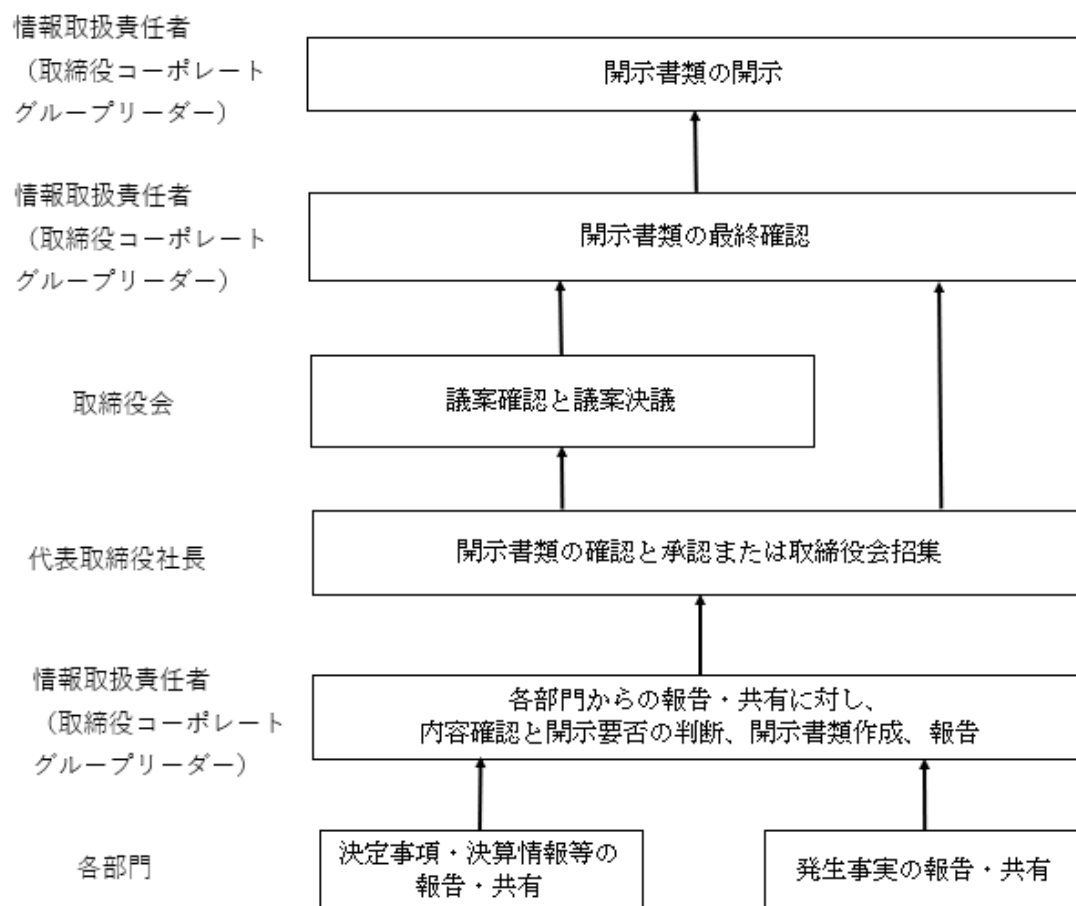 情報取扱責任者
（取締役コーポレート
グループリーダー）
開示書類の開示
情報取扱責任者
（取締役コーポレート
グループリーダー）
開示書類の最終確認
取締役会
議案確認と議案決議
代表取締役社長
開示書類の確認と承認または取締役会招集
情報取扱責任者
（取締役コーポレート
グループリーダー）
各部門からの報告・共有に対し、
内容確認と開示要否の判断、開示書類作成、報告
各部門
決定事項・決算情報等の
報告・共有
発生事実の報告・共有